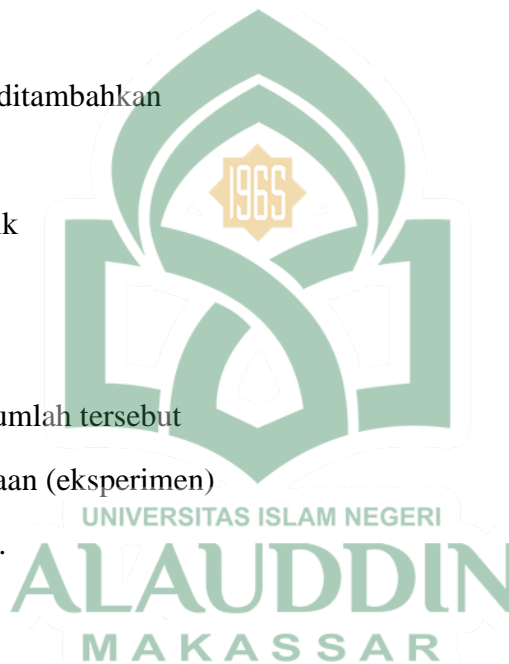 ditambahkan
1965
k
umlah tersebut
aan (eksperimen)
UNIVERSITAS ISLAM NEGERI
.
ALAUDDIN
MAKASSAR